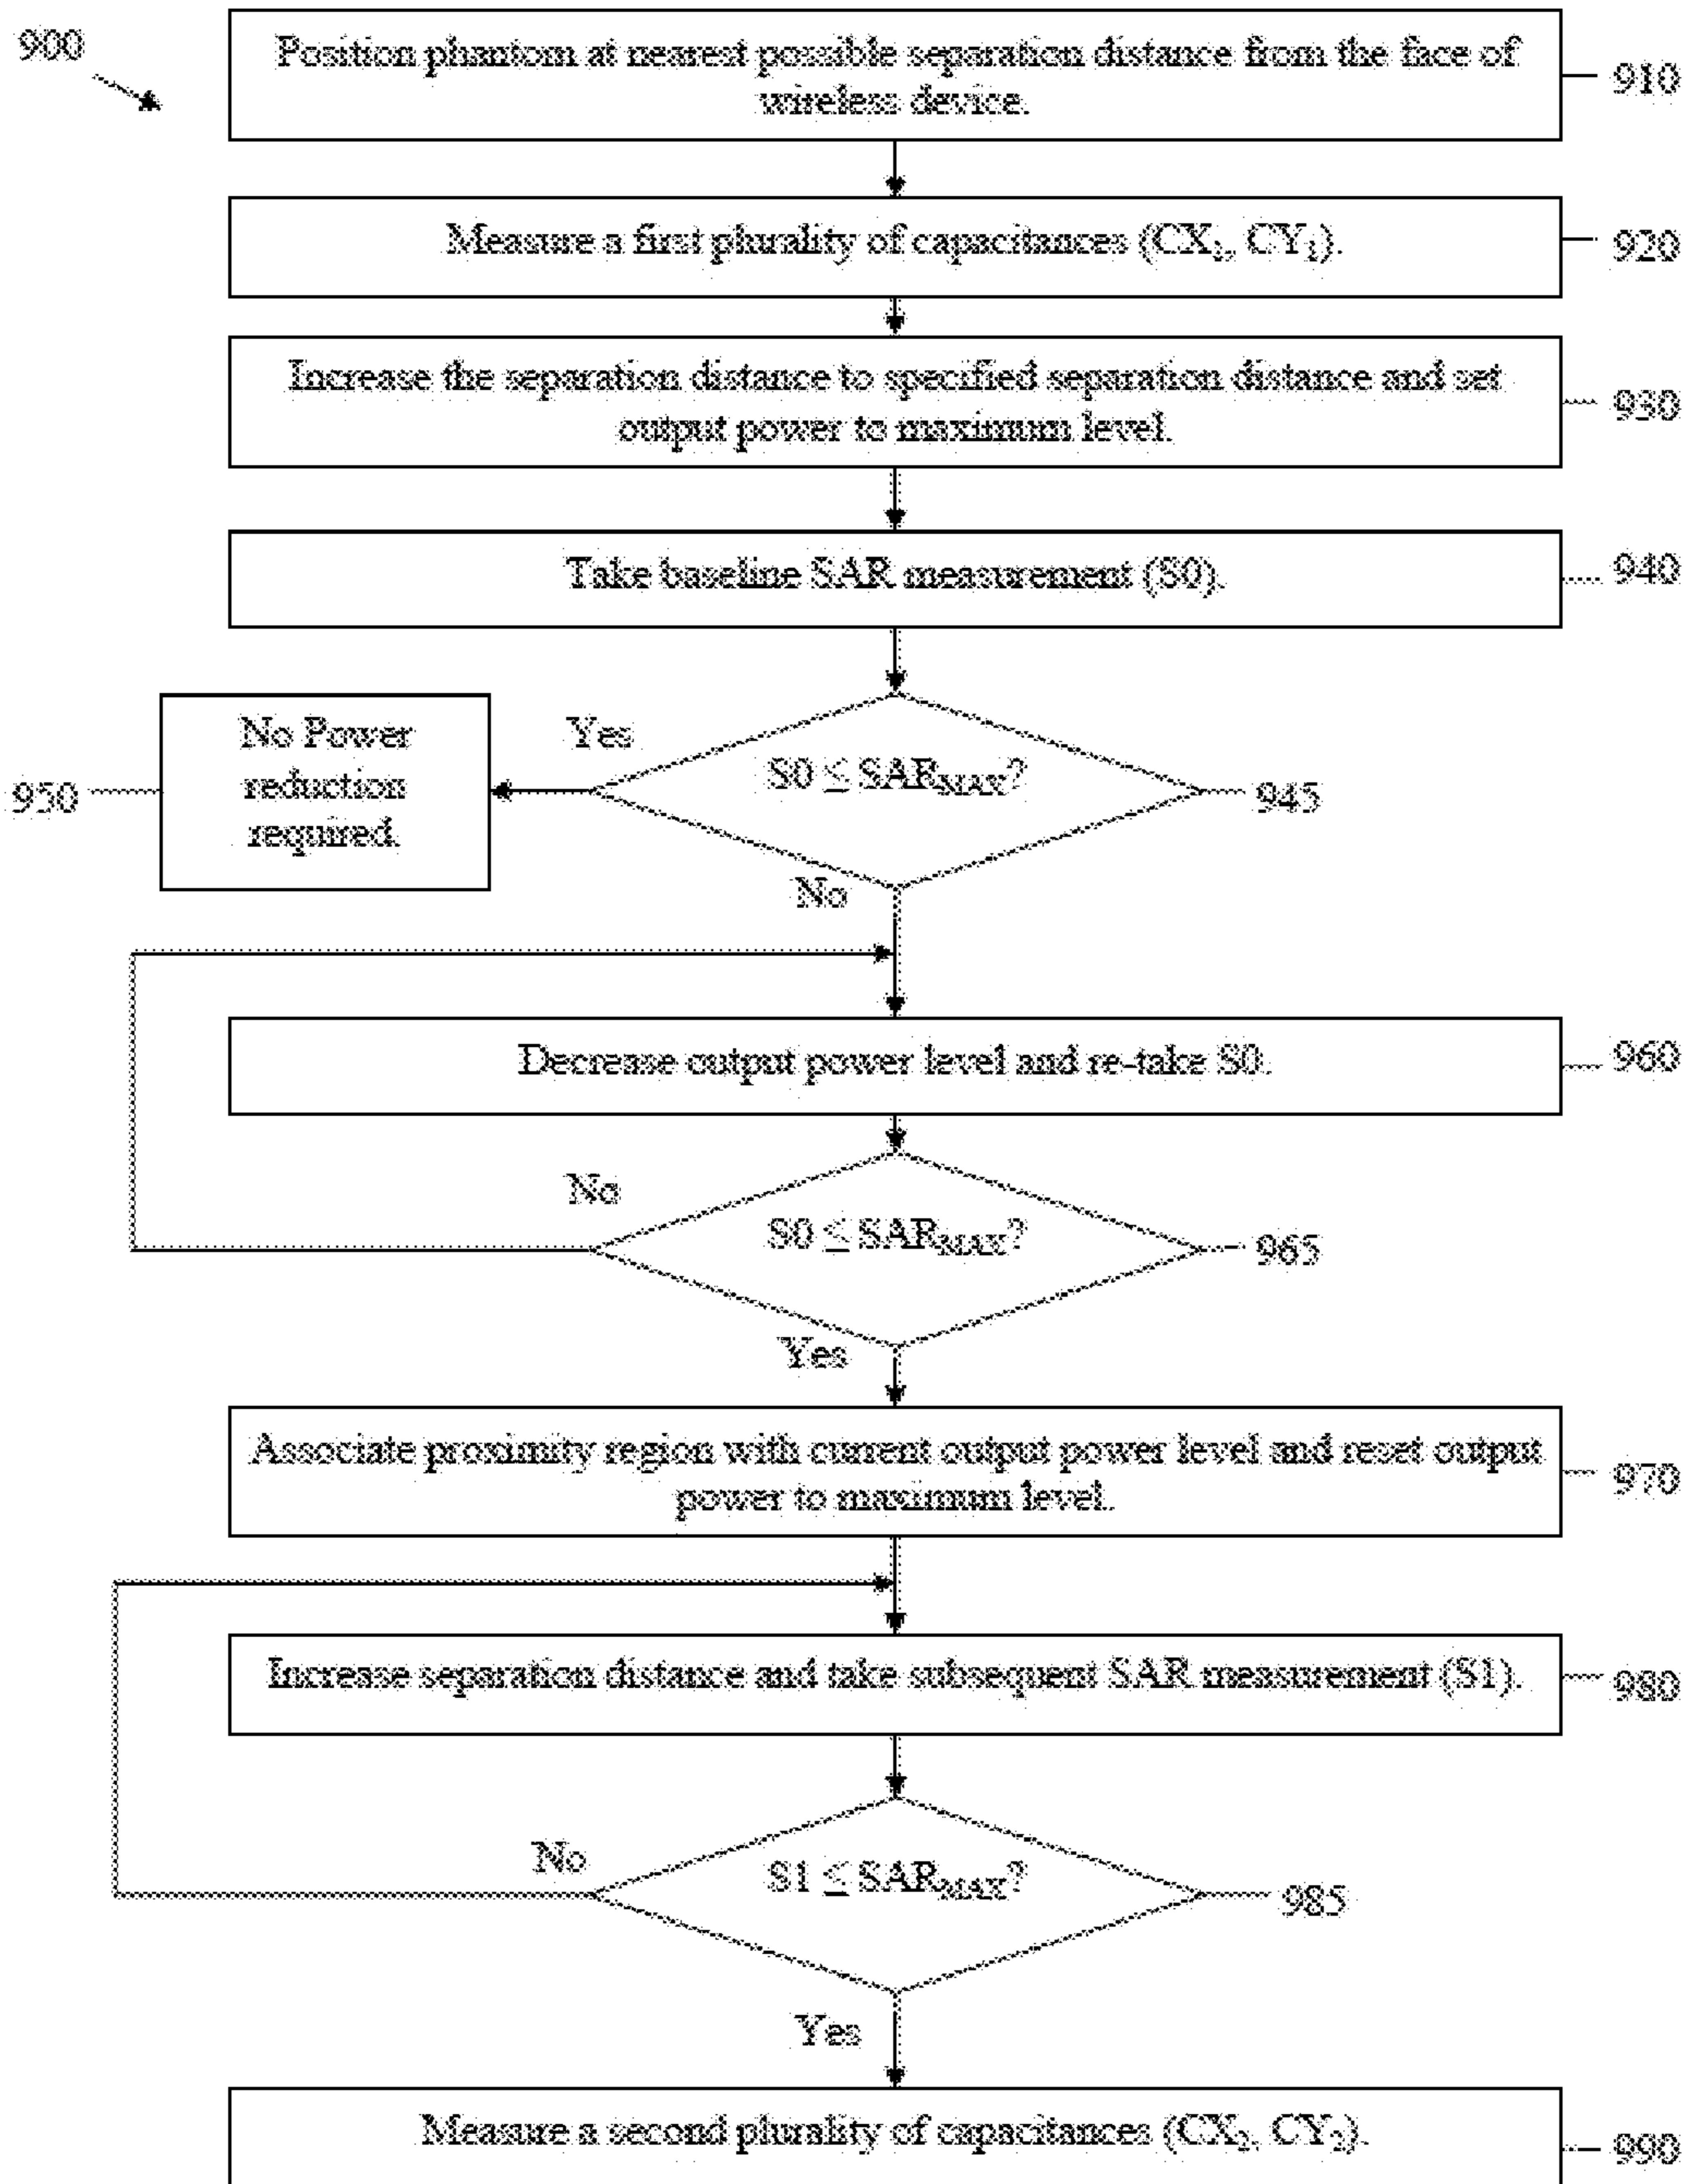 900
Position phantom at nearest possible separation distance from the face of
wireless device.
910
Measure a first plurality of capacitances (CX₁, CY₁).
920
Increase the separation distance to specified separation distance and set
output power to maximum level.
930
Take baseline SAR measurement (S0).
940
No Power
reduction
required.
950
Yes
S0 ≤ SAR_MAX?
945
No
Decrease output power level and re-take S0.
960
No
S0 ≤ SAR_MAX?
965
Yes
Associate proximity region with current output power level and reset output
power to maximum level.
970
Increase separation distance and take subsequent SAR measurement (S1).
980
No
S1 ≤ SAR_MAX?
985
Yes
Measure a second plurality of capacitances (CX₂, CY₂).
990